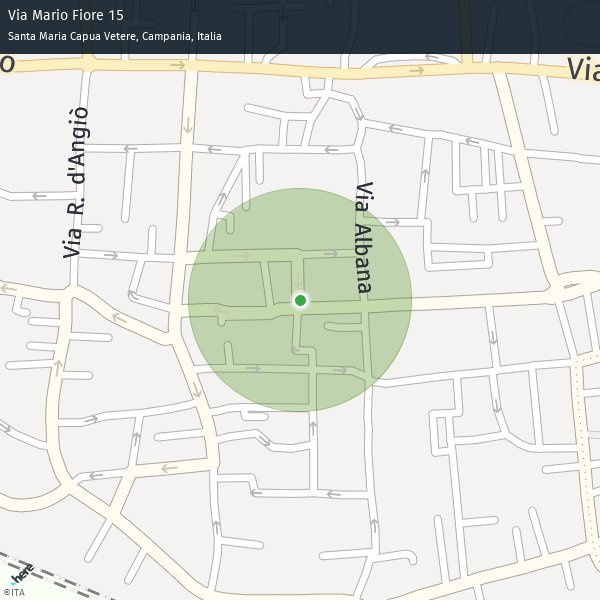 Via Mario Fiore 15
Santa Maria Capua Vetere, Campania, Italia
o
Via
Via R. d'Angiò
Via Albana
here
©ITA